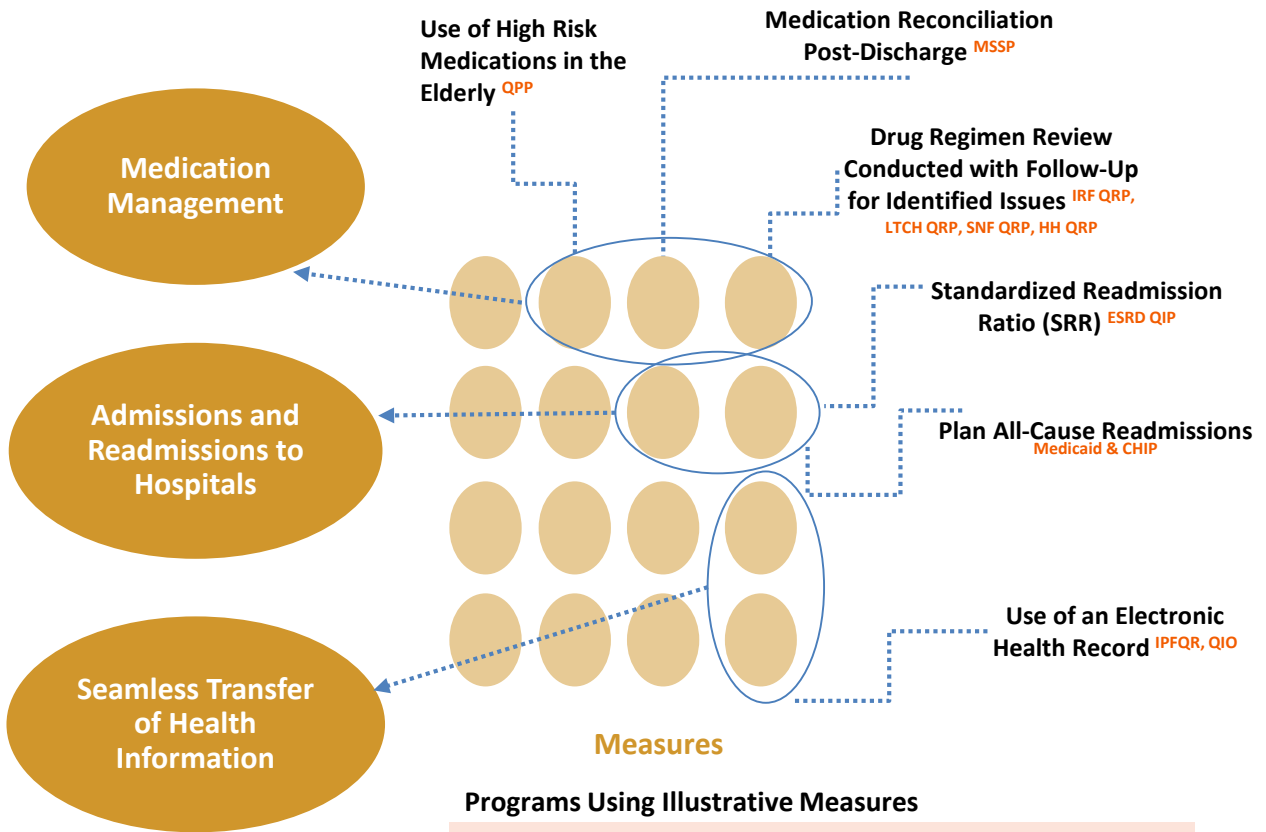 Use of High Risk
Medications in the
Elderly QPP
Medication Reconciliation
Post-Discharge MSSP
Drug Regimen Review
Conducted with Follow-Up
for Identified Issues IRF QRP,
LTCH QRP, SNF QRP, HH QRP
Standardized Readmission
Ratio (SRR) ESRD QIP
Plan All-Cause Readmissions
Medicaid & CHIP
Use of an Electronic
Health Record IPFQR, QIO
Medication
Management
Admissions and
Readmissions to
Hospitals
Seamless Transfer
of Health
Information
Measures
Programs Using Illustrative Measures